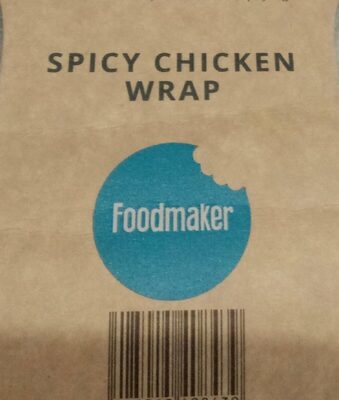 SPICY CHICKEN
WRAP
Foodmaker